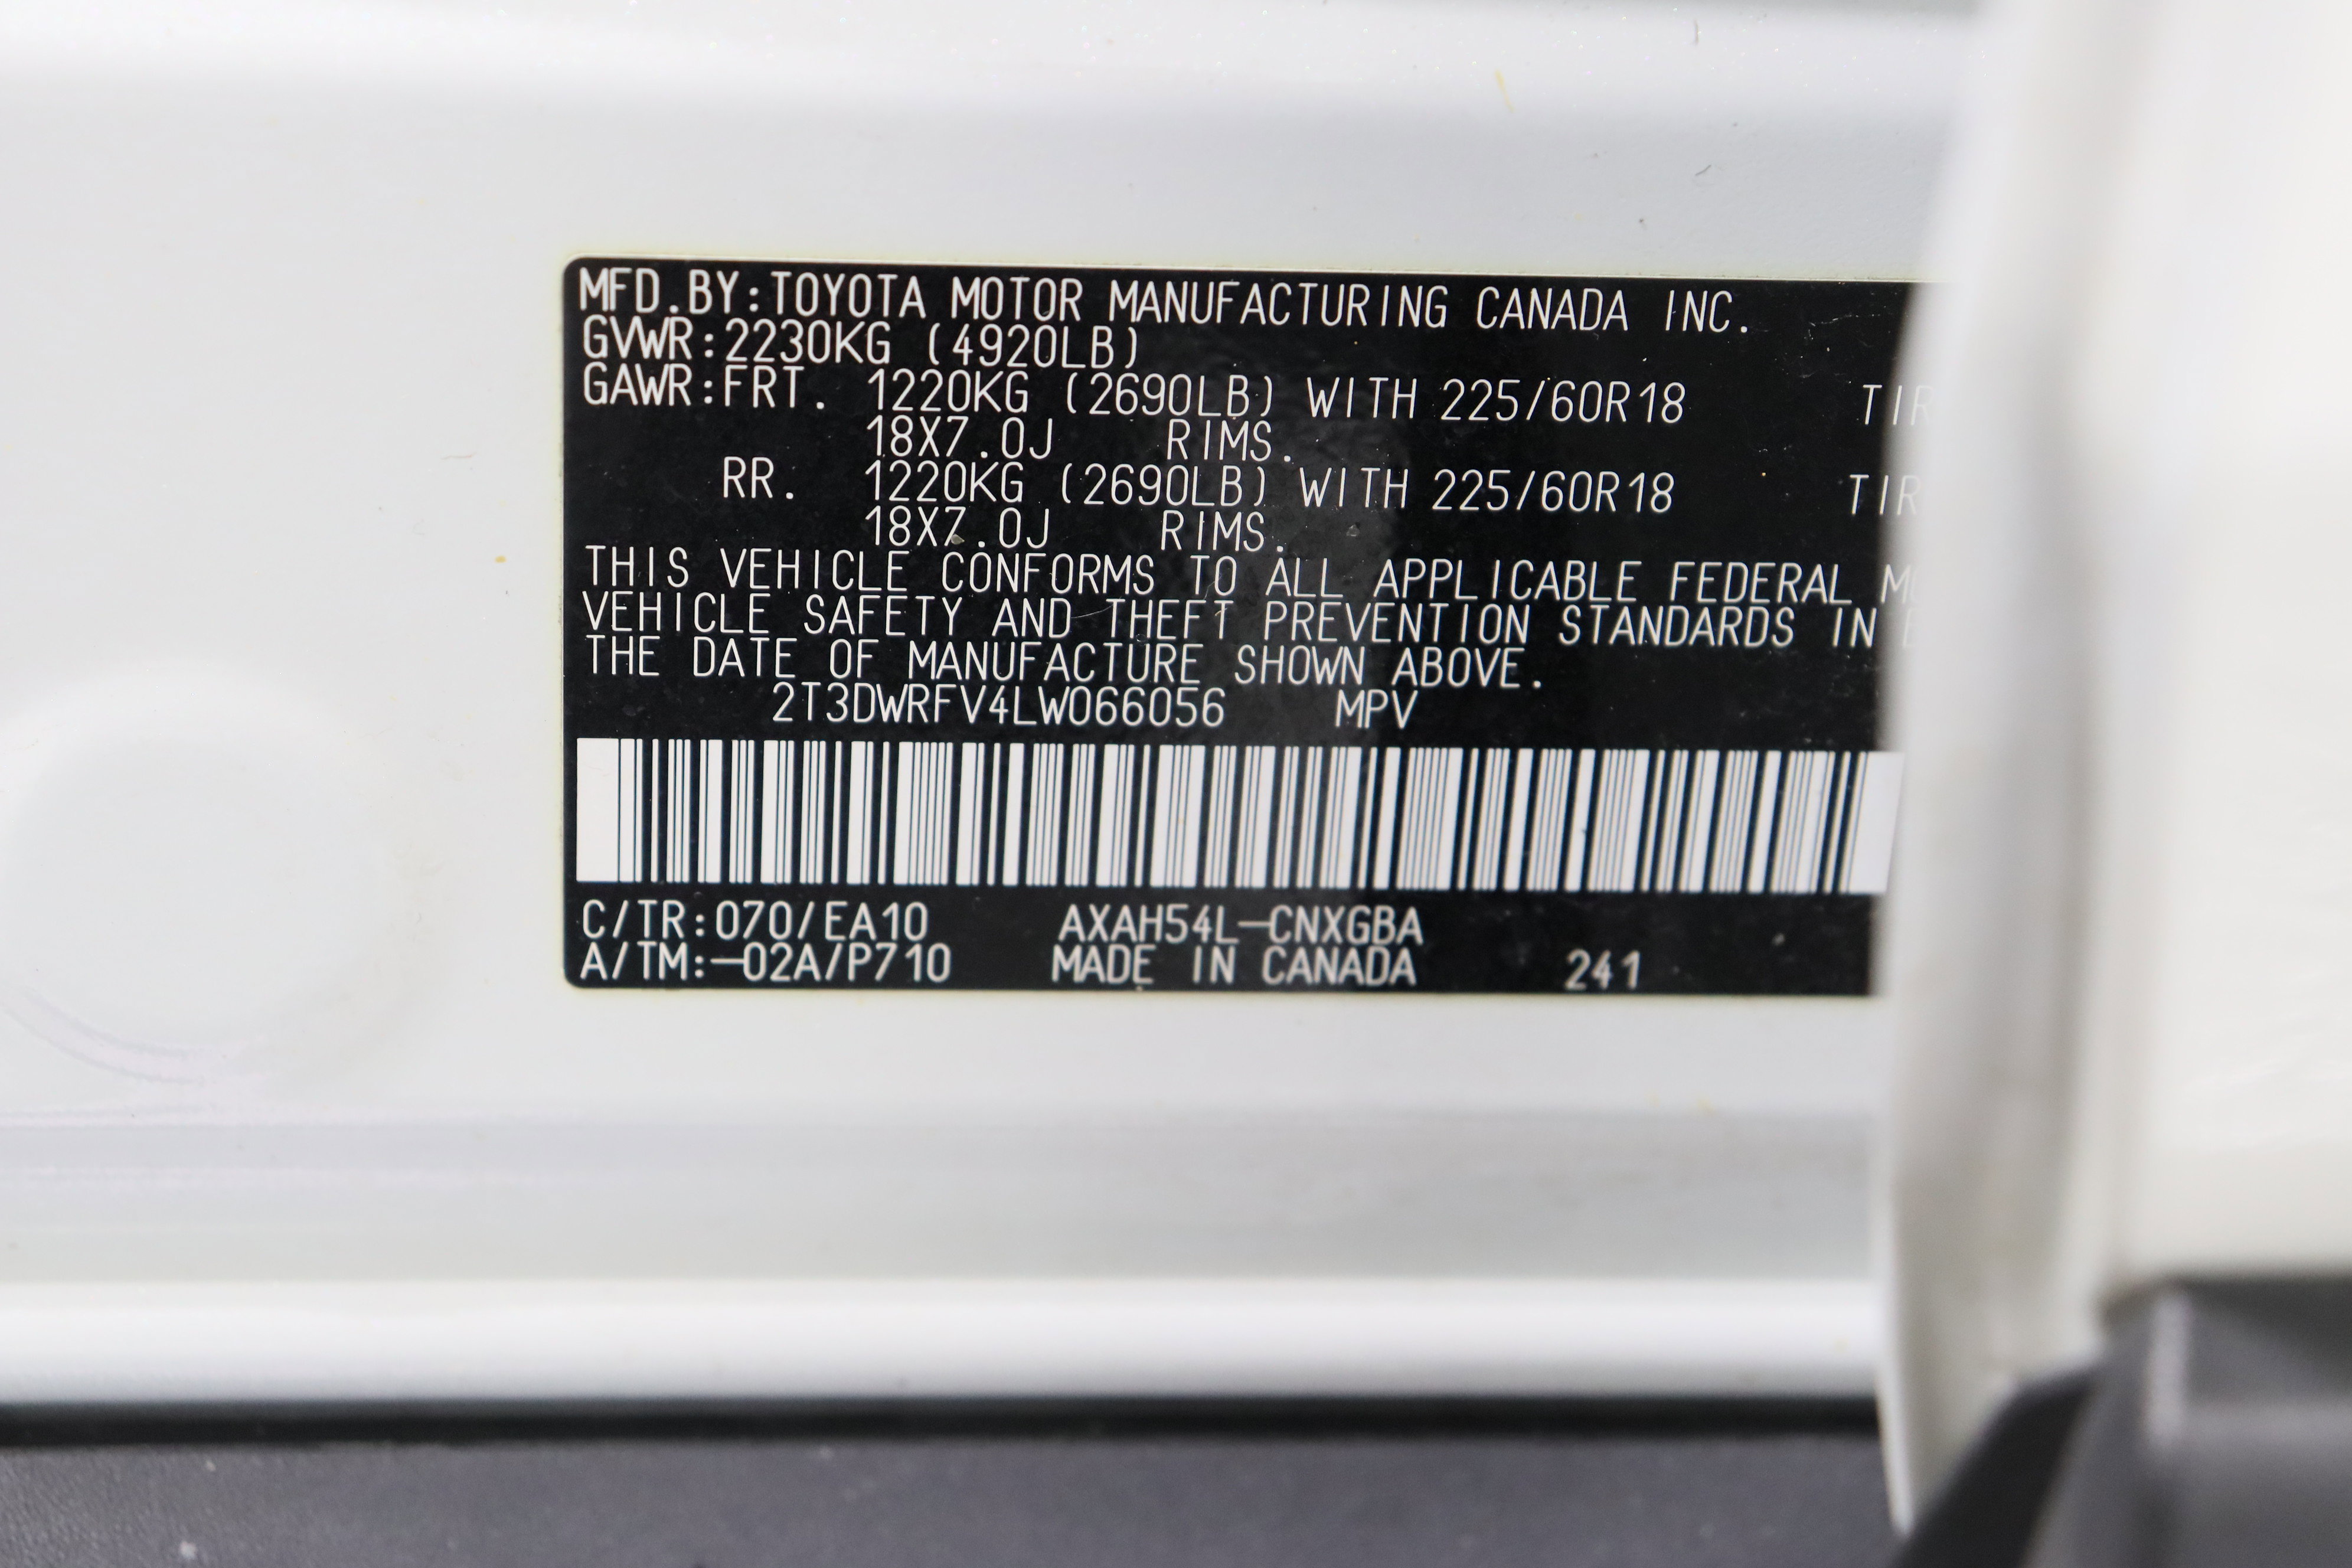 MFD.BY:TOYOTA MOTOR MANUFACTURING CANADA INC.
GVWR:2230KG (4920LB)
GAWR:FRT. 1220KG (2690LB) WITH 225/60R18 TIR
18X7.0J RIMS.
RR. 1220KG (2690LB) WITH 225/60R18 TIR
18X7.0J RIMS.
THIS VEHICLE CONFORMS TO ALL APPLICABLE FEDERAL M
VEHICLE SAFETY AND THEFT PREVENTION STANDARDS IN
THE DATE OF MANUFACTURE SHOWN ABOVE.
2T3DWRFV4LW066056 MPV
C/TR:070/EA10 AXAH54L-CNXGBA
A/TM:-02A/P710 MADE IN CANADA 241